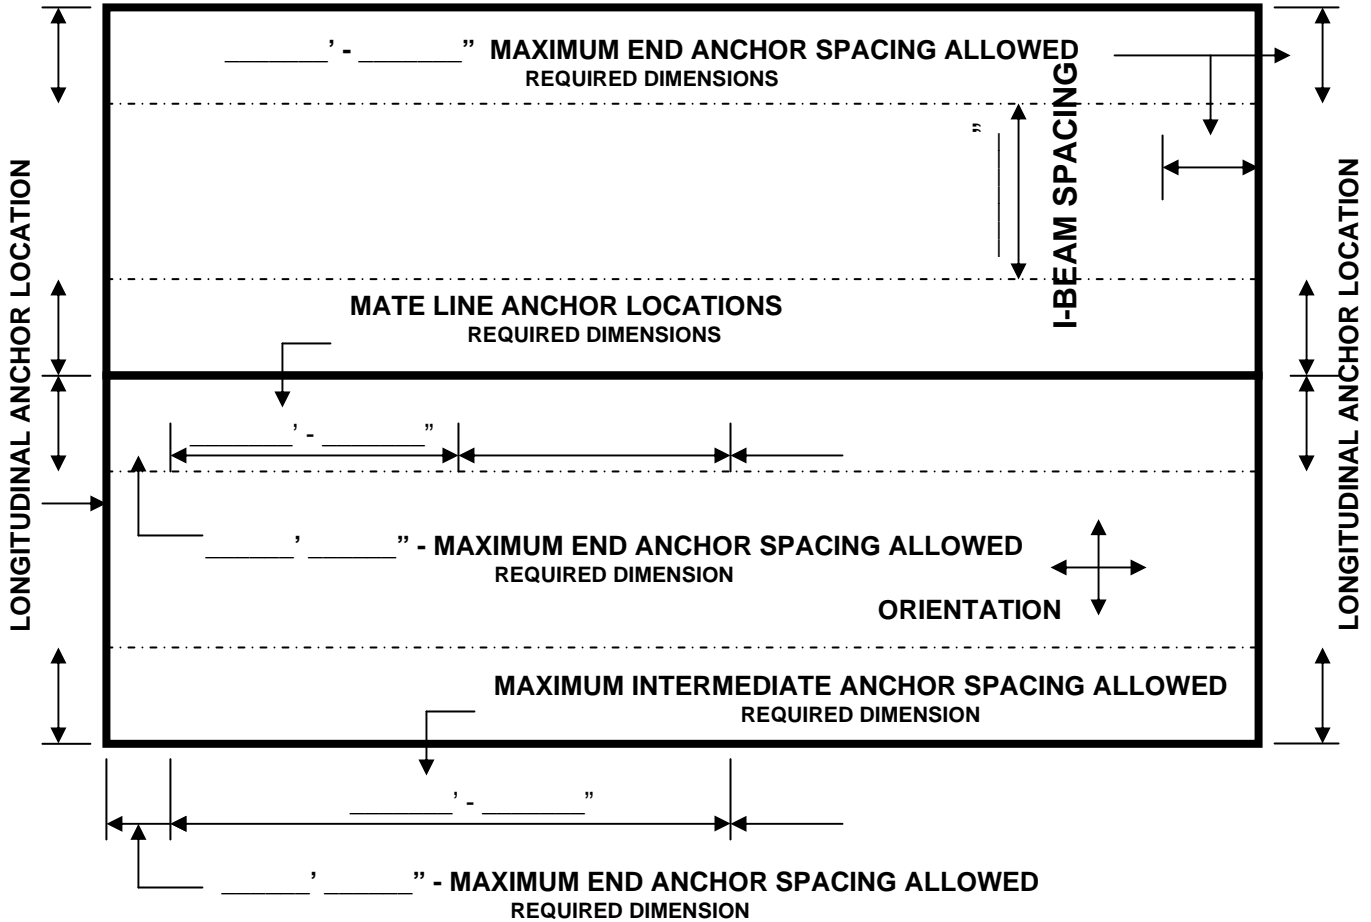 _______’ - _______” MAXIMUM END ANCHOR SPACING ALLOWED
REQUIRED DIMENSIONS
________”
I-BEAM SPACING
LONGITUDINAL ANCHOR LOCATION
LONGITUDINAL ANCHOR LOCATION
MATE LINE ANCHOR LOCATIONS
REQUIRED DIMENSIONS
_______’ - _______”
______’ ______” - MAXIMUM END ANCHOR SPACING ALLOWED
REQUIRED DIMENSION
ORIENTATION
MAXIMUM INTERMEDIATE ANCHOR SPACING ALLOWED
REQUIRED DIMENSION
_______’ - _______”
______’ ______” - MAXIMUM END ANCHOR SPACING ALLOWED
REQUIRED DIMENSION